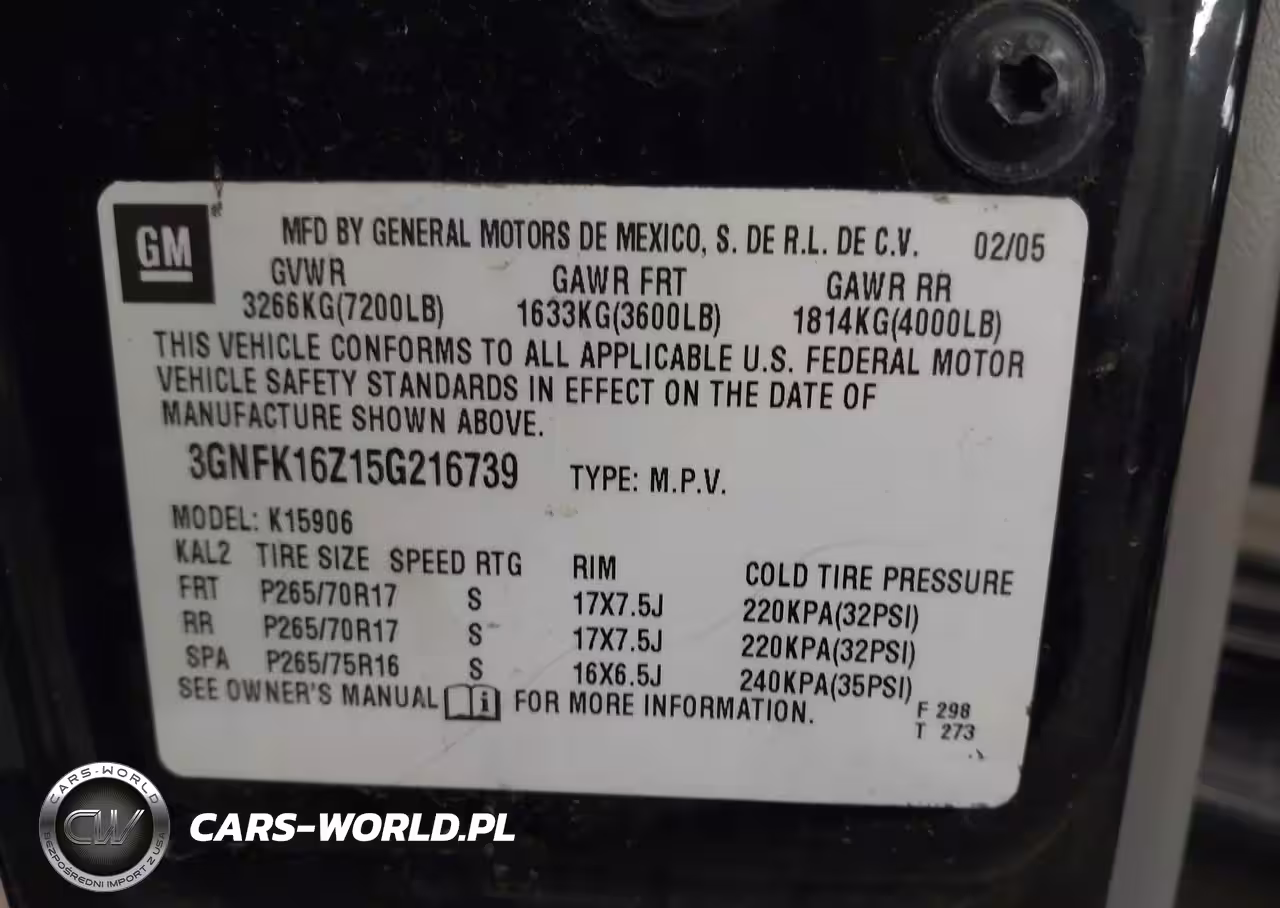 GM
MFD BY GENERAL MOTORS DE MEXICO, S. DE R.L. DE C.V. 02/05
GVWR GAWR FRT GAWR RR
3266KG(7200LB) 1633KG(3600LB) 1814KG(4000LB)
THIS VEHICLE CONFORMS TO ALL APPLICABLE U.S. FEDERAL MOTOR
VEHICLE SAFETY STANDARDS IN EFFECT ON THE DATE OF
MANUFACTURE SHOWN ABOVE.
3GNFK16Z15G216739 TYPE: M.P.V.
MODEL: K15906
KAL2 TIRE SIZE SPEED RTG RIM COLD TIRE PRESSURE
FRT P265/70R17 S 17X7.5J 220KPA(32PSI)
RR P265/70R17 S 17X7.5J 220KPA(32PSI)
SPA P265/75R16 S 16X6.5J 240KPA(35PSI)
SEE OWNER'S MANUAL i FOR MORE INFORMATION.
F 298
T 273
CARS-WORLD
CW
BEZPOŚREDNI IMPORT Z USA
CARS-WORLD.PL